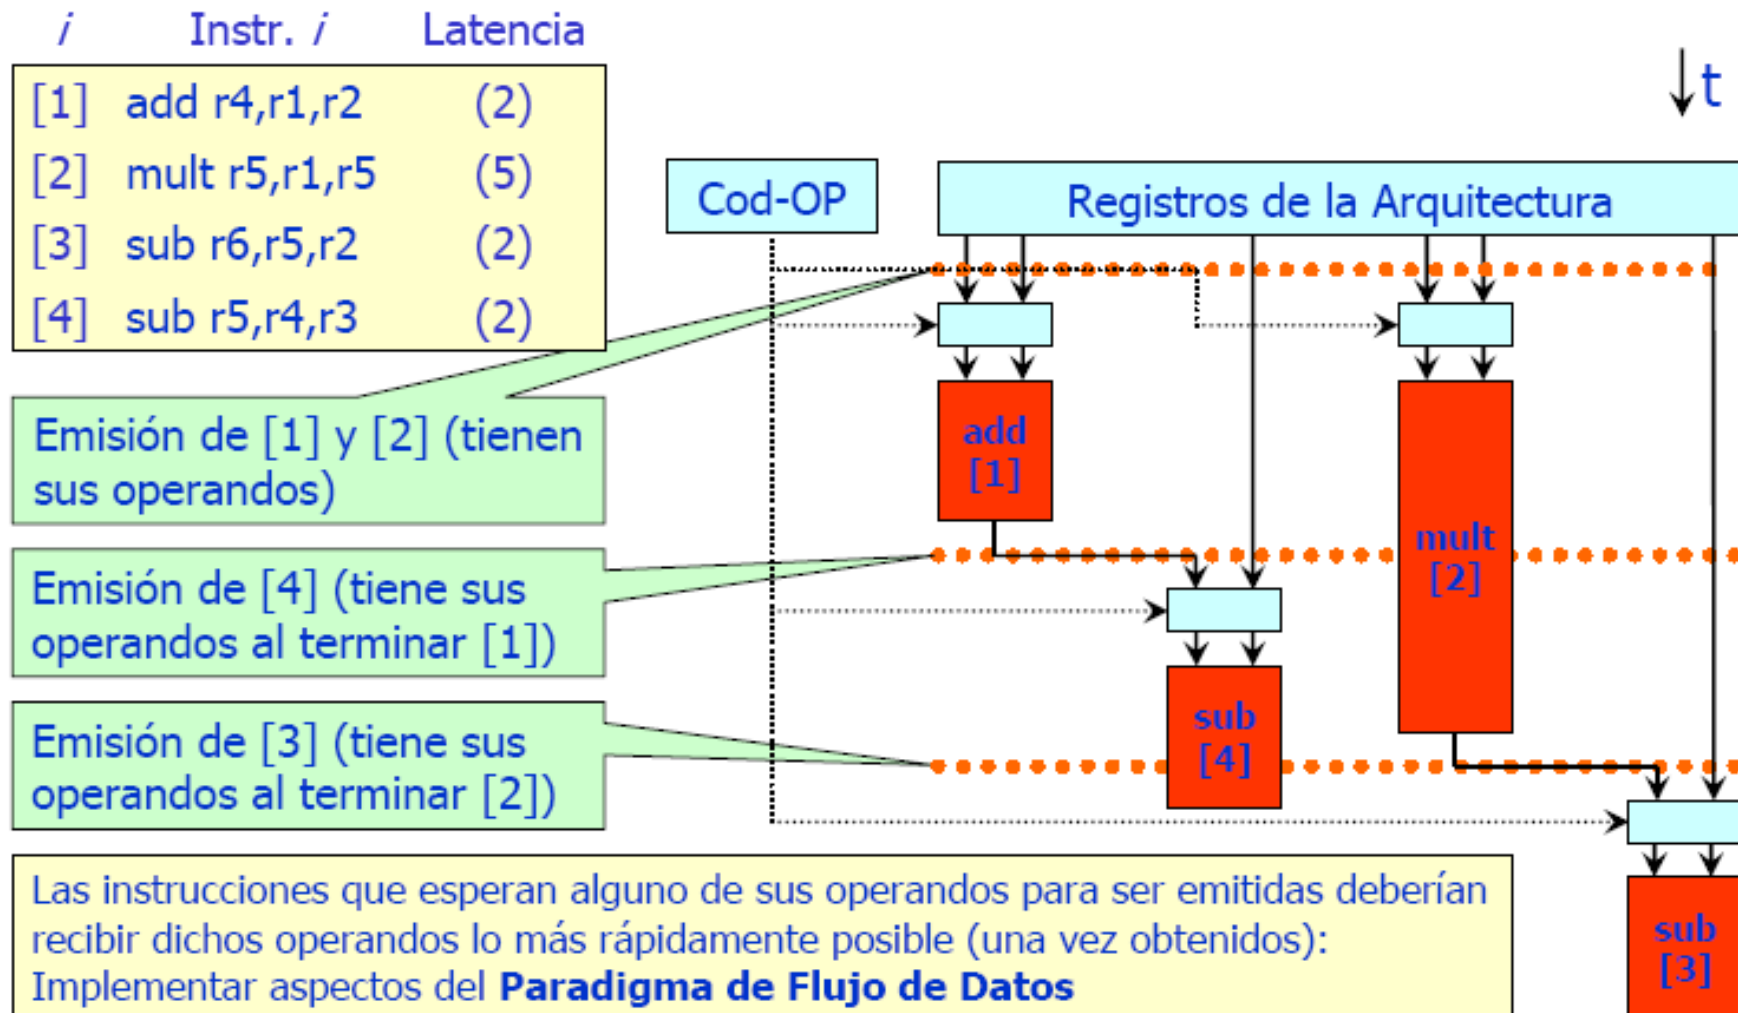 i Instr. i Latencia
[1] add r4,r1,r2 (2)
[2] mult r5,r1,r5 (5)
[3] sub r6,r5,r2 (2)
[4] sub r5,r4,r3 (2)
t
Cod-OP
Registros de la Arquitectura
Emisión de [1] y [2] (tienen
sus operandos)
add
[1]
mult
[2]
Emisión de [4] (tiene sus
operandos al terminar [1])
sub
[4]
Emisión de [3] (tiene sus
operandos al terminar [2])
sub
[3]
Las instrucciones que esperan alguno de sus operandos para ser emitidas deberían
recibir dichos operandos lo más rápidamente posible (una vez obtenidos):
Implementar aspectos del Paradigma de Flujo de Datos